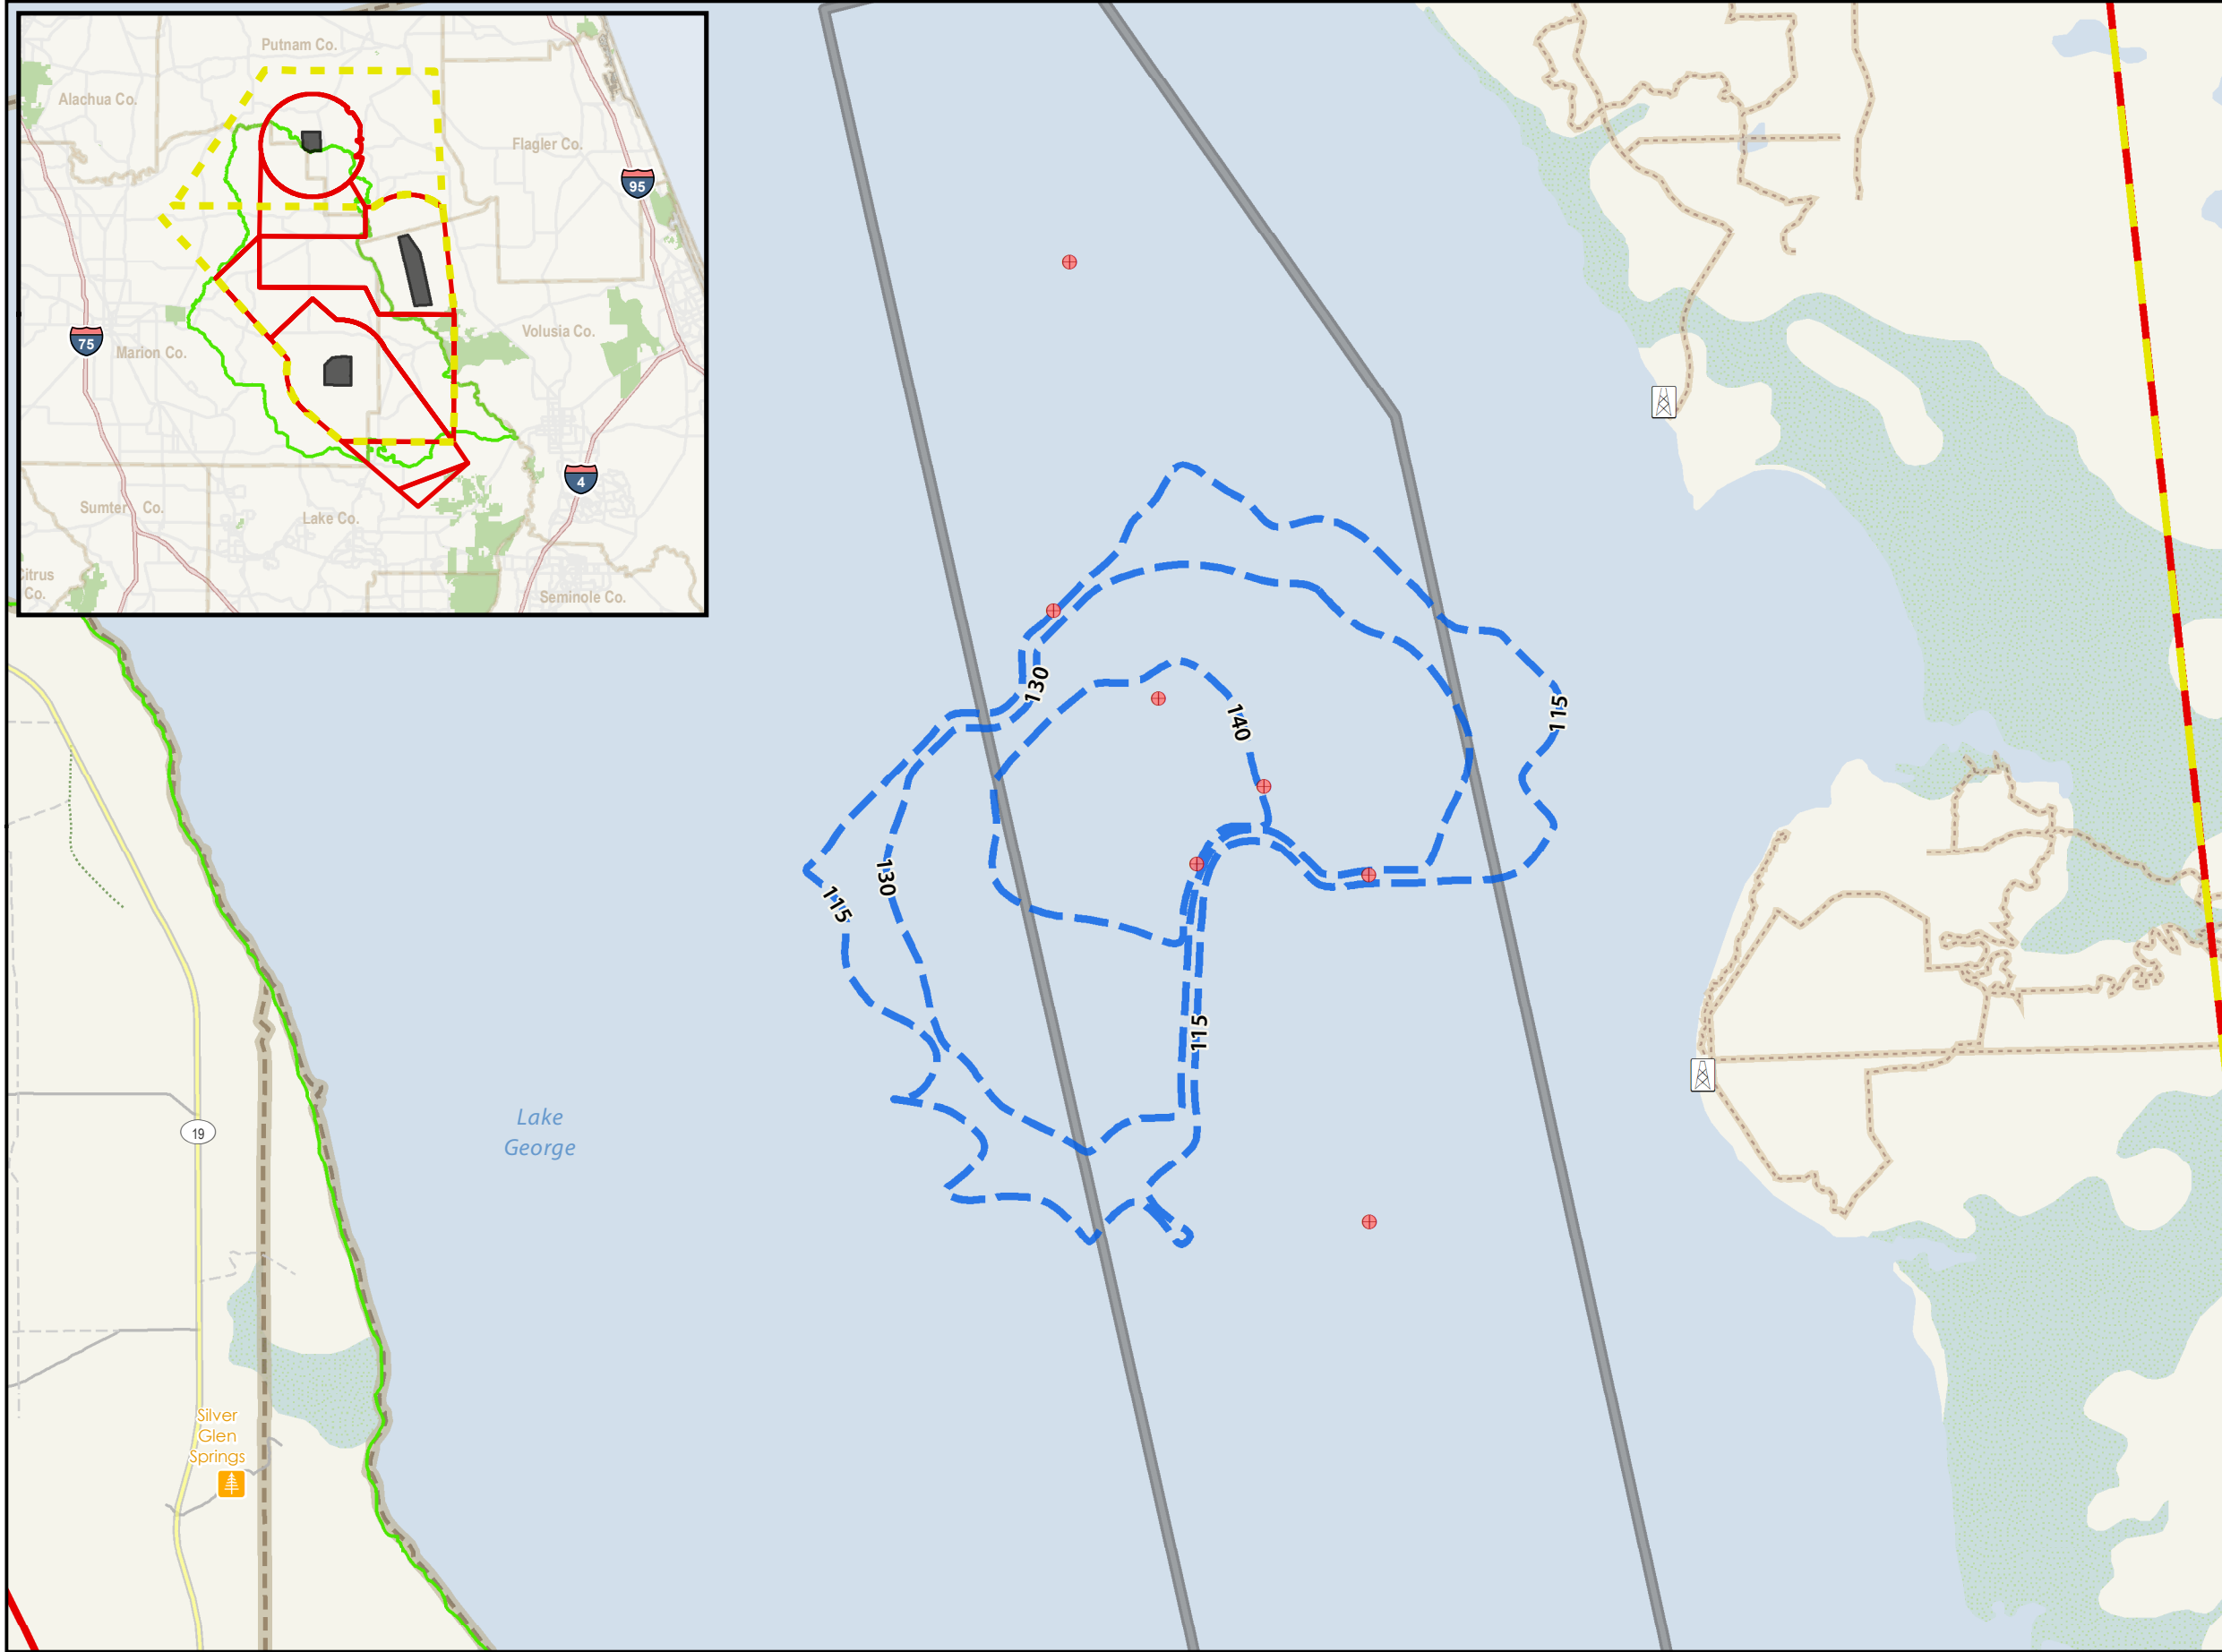 Putnam Co.
Alachua Co.
Flagler Co.
95
Volusia Co.
75
Marion Co.
4
Sumter Co.
Lake Co.
Citrus
Co.
Seminole Co.
130
140
115
130
115
115
Lake
George
19
Silver
Glen
Springs